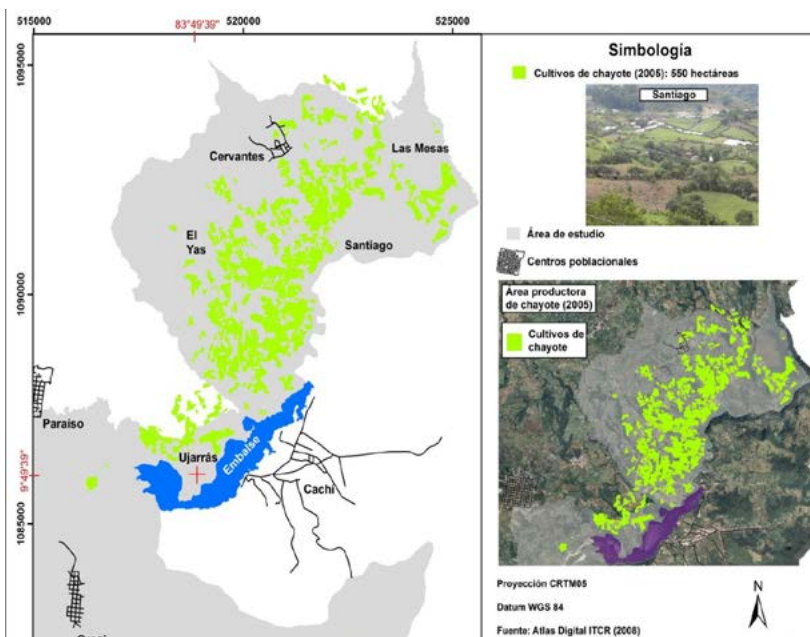 515000
83°49'39"
520000
525000
1095000
1090000
1085000
9°49'39"
Cervantes
Las Mesas
El
Yas
Santiago
Paraíso
Ujarrás
Embalse
Cachí
Simbología
Cultivos de chayote (2005): 550 hectáreas
Santiago
Área de estudio
Centros poblacionales
Área productora
de chayote (2005)
Cultivos de
chayote
Proyección CRTM05
Datum WGS 84
Fuente: Atlas Digital ITCR (2008)
N